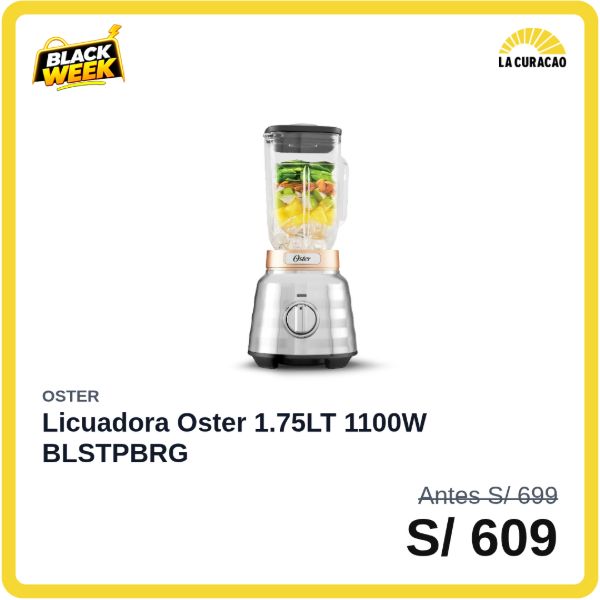 BLACK
WEEK
LA CURACAO
Oster
OSTER
Licuadora Oster 1.75LT 1100W
BLSTPBRG
Antes S/ 699
S/ 609